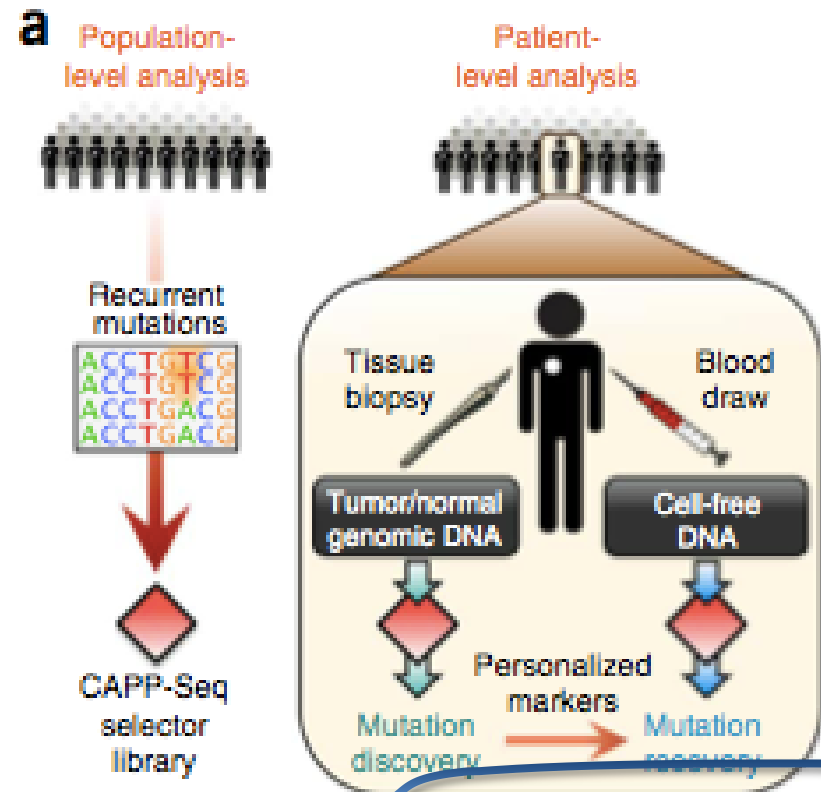 a
Population-
level analysis
Recurrent
mutations
ACCTGTCG
ACCTGTCG
ACCTGACG
ACCTGACG
CAPP-Seq
selector
library
Patient-
level analysis
Tissue
biopsy
Blood
draw
Tumor/normal
genomic DNA
Cell-free
DNA
Personalized
markers
Mutation
discovery
Mutation
recovery